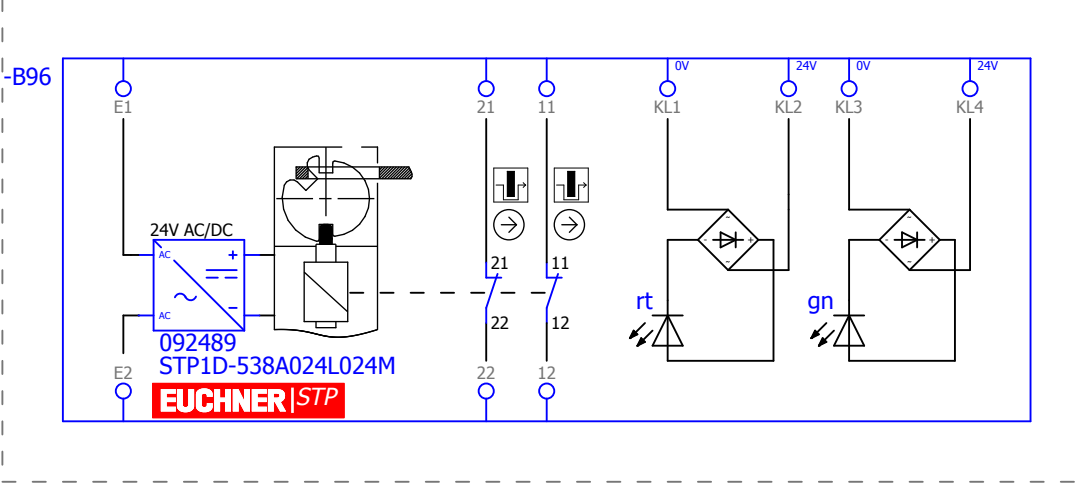 0V
24V
0V
24V
-B96
E1
21
11
KL1
KL2
KL3
KL4
24V AC/DC
AC
+
-
+
-
+
21
11
rt
gn
AC
-
22
12
092489
STP1D-538A024L024M
E2
22
12
EUCHNER|STP